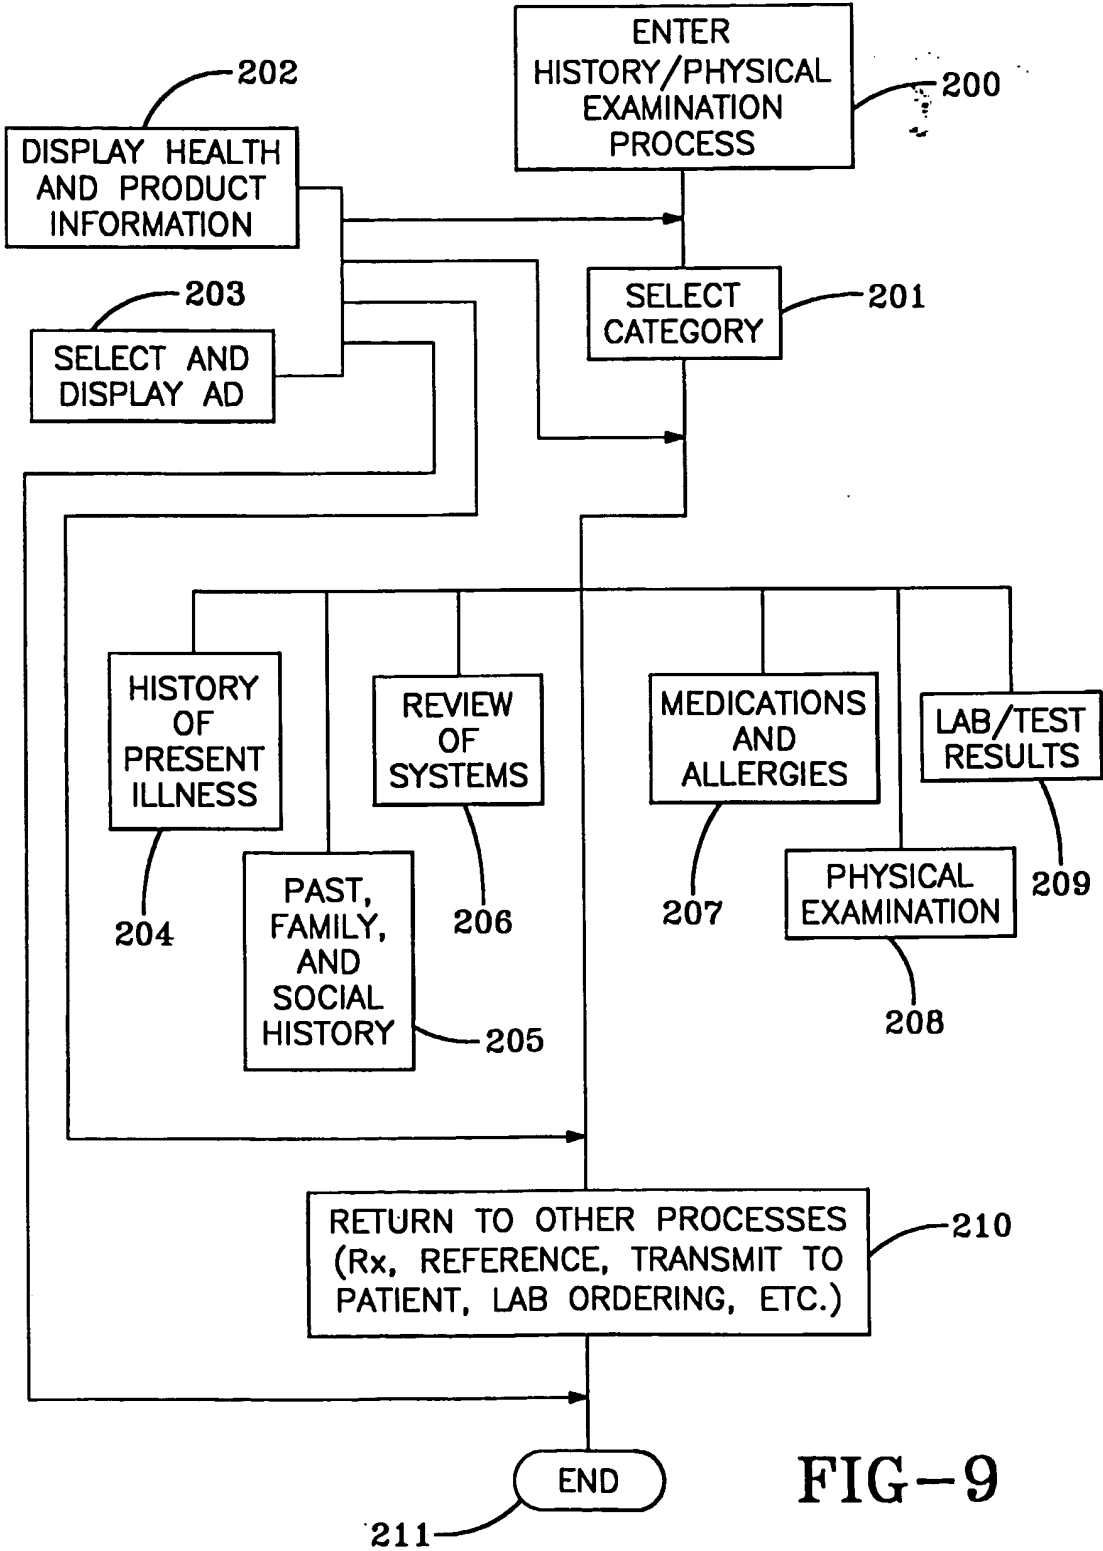 ENTER
HISTORY/PHYSICAL
EXAMINATION
PROCESS
200
202
DISPLAY HEALTH
AND PRODUCT
INFORMATION
203
SELECT AND
DISPLAY AD
SELECT
CATEGORY
201
HISTORY
OF
PRESENT
ILLNESS
204
PAST,
FAMILY,
AND
SOCIAL
HISTORY
205
REVIEW
OF
SYSTEMS
206
MEDICATIONS
AND
ALLERGIES
207
PHYSICAL
EXAMINATION
208
LAB/TEST
RESULTS
209
RETURN TO OTHER PROCESSES
(Rx, REFERENCE, TRANSMIT TO
PATIENT, LAB ORDERING, ETC.)
210
END
211
FIG-9